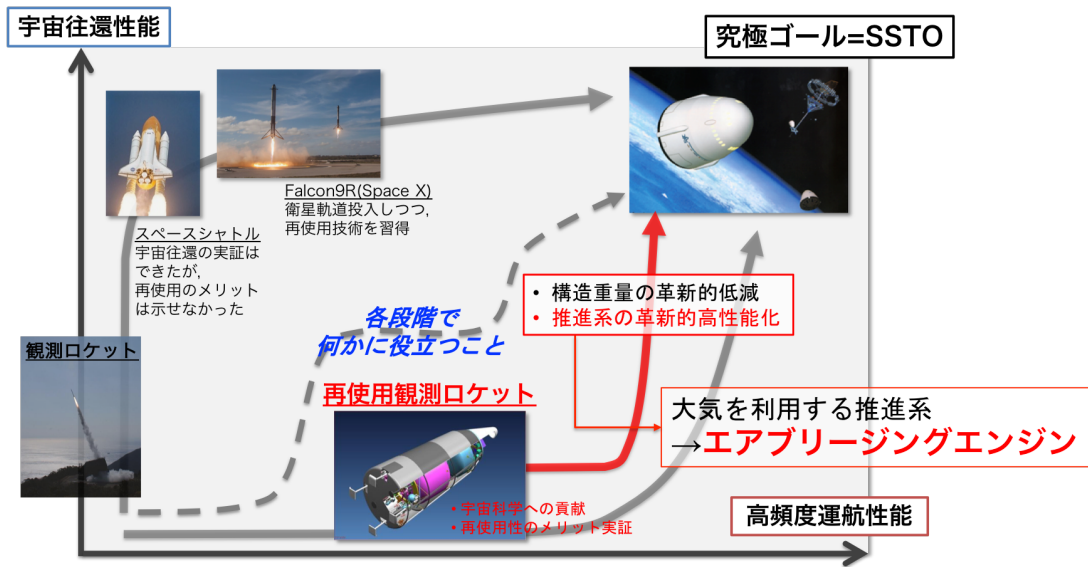 宇宙往還性能
究極ゴール=SSTO
Falcon9R(Space X)
衛星軌道投入しつつ,
再使用技術を習得
スペースシャトル
宇宙往還の実証は
できたが,
再使用のメリット
は示せなかった
• 構造重量の革新的低減
• 推進系の革新的高性能化
各段階で
何かに役立つこと
観測ロケット
再使用観測ロケット
大気を利用する推進系
→エアブリージングエンジン
• 宇宙科学への貢献
• 再使用性のメリット実証
高頻度運航性能